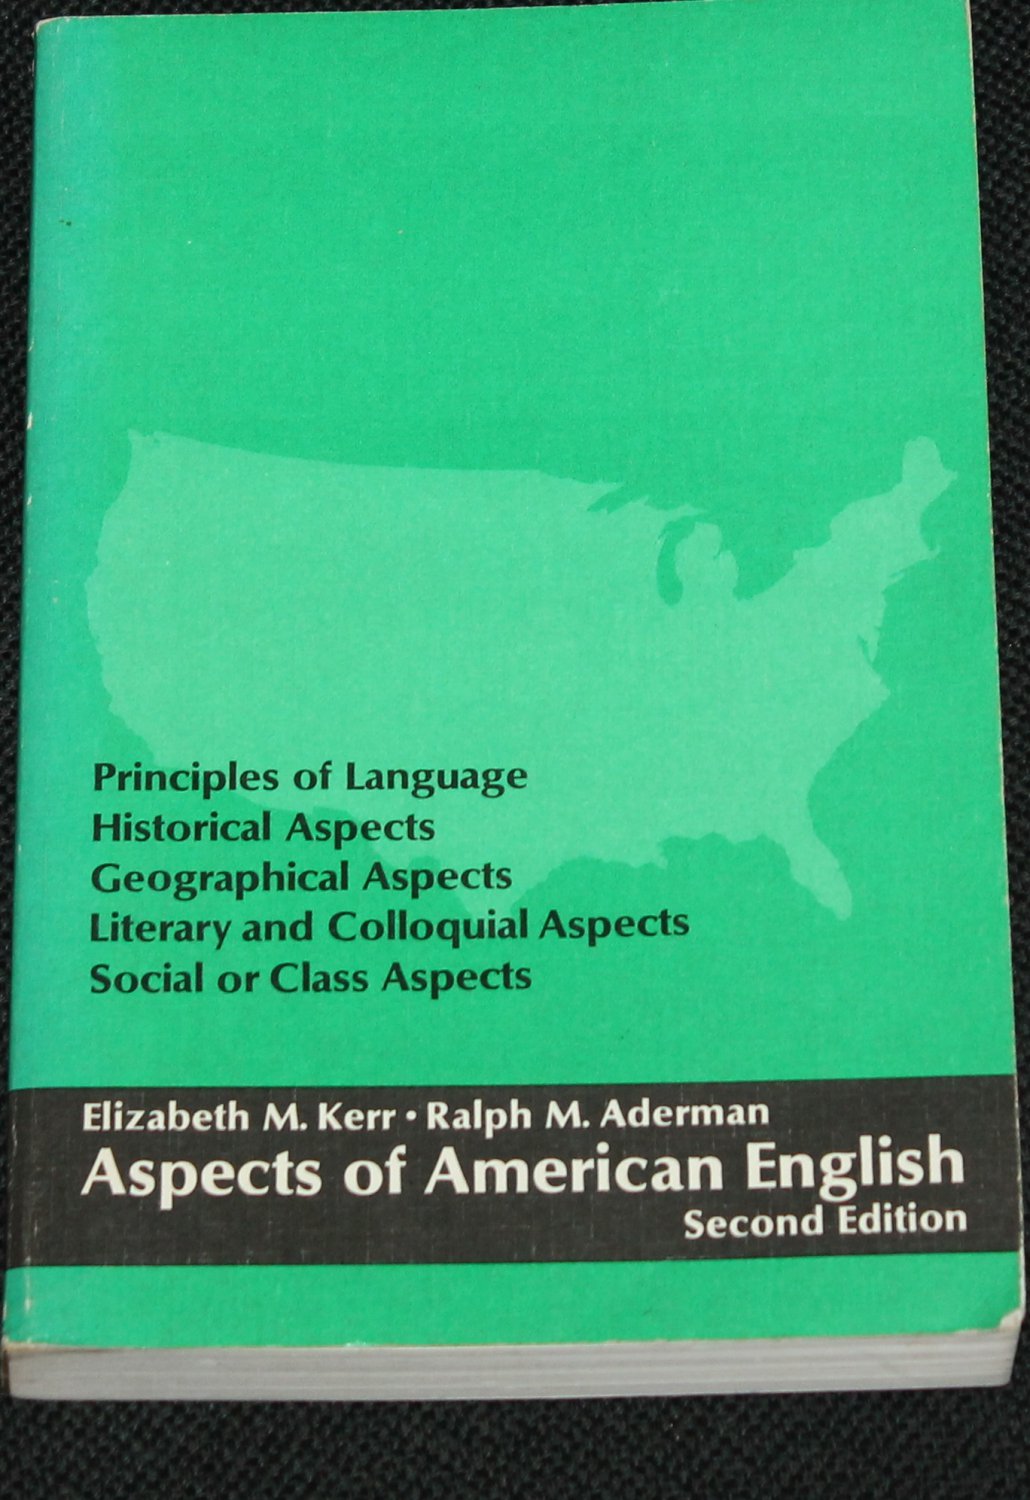 Principles of Language
Historical Aspects
Geographical Aspects
Literary and Colloquial Aspects
Social or Class Aspects
Elizabeth M. Kerr • Ralph M. Aderman
Aspects of American English
Second Edition